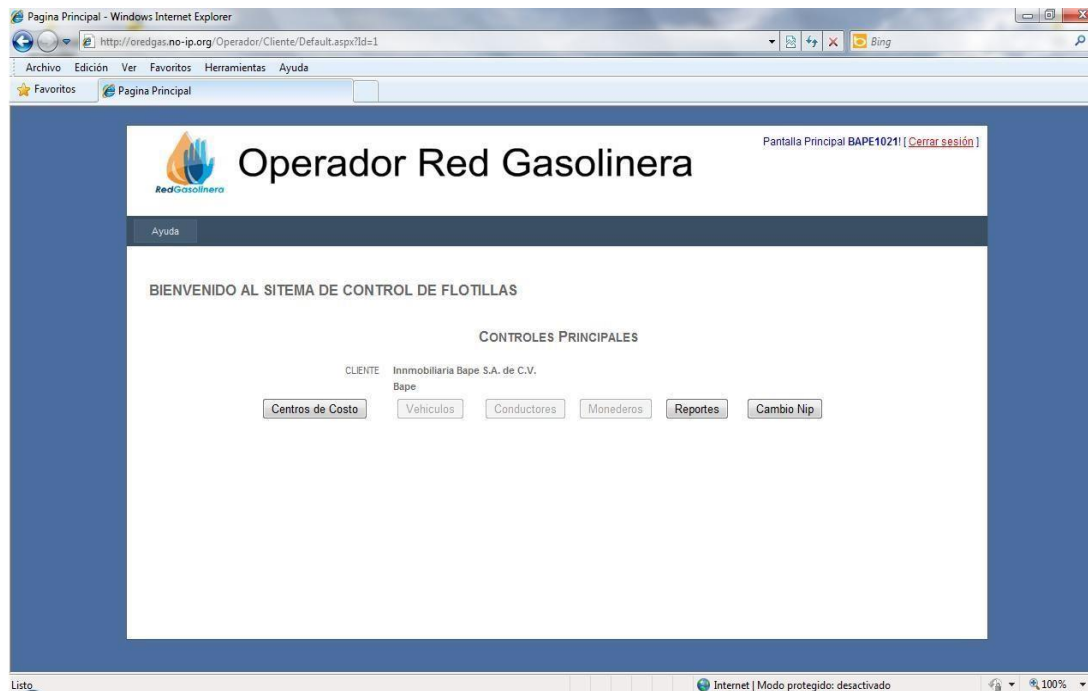 Pagina Principal - Windows Internet Explorer
http://oredgas.no-ip.org/Operador/Cliente/Default.aspx?Id=1
Bing
Archivo Edición Ver Favoritos Herramientas Ayuda
Favoritos Pagina Principal
Pantalla Principal BAPE1021! [ Cerrar sesión ]
Operador Red Gasolinera
RedGasolinera
Ayuda
BIENVENIDO AL SITEMA DE CONTROL DE FLOTILLAS
CONTROLES PRINCIPALES
CLIENTE Innmobiliaria Bape S.A. de C.V.
Bape
Centros de Costo Vehiculos Conductores Monederos Reportes Cambio Nip
Listo Internet | Modo protegido: desactivado 100%